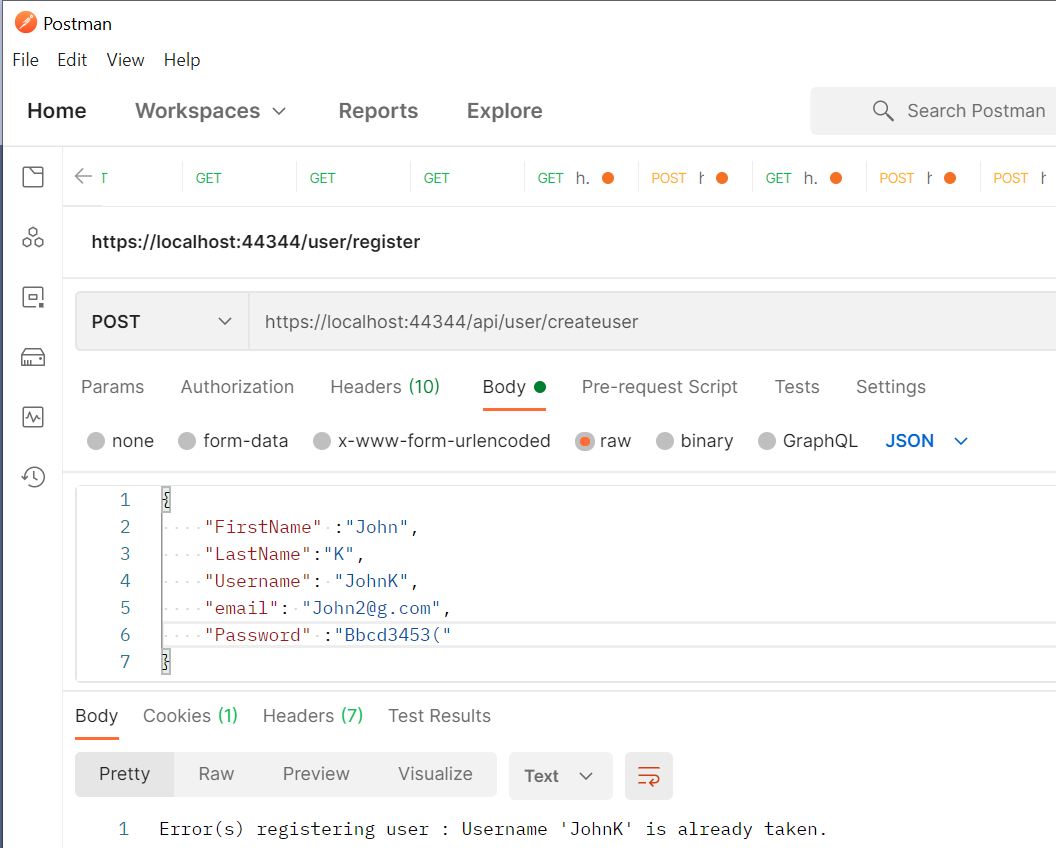 Postman
File Edit View Help
Home Workspaces Reports Explore Search Postman
GET GET GET GET h. POST GET h. POST POST
https://localhost:44344/user/register
POST https://localhost:44344/api/user/createuser
Params Authorization Headers (10) Body Pre-request Script Tests Settings
none form-data x-www-form-urlencoded raw binary GraphQL JSON
1 {
2 "FirstName" :"John",
3 "LastName":"K",
4 "Username": "JohnK",
5 "email": "John2@g.com",
6 "Password" :"Bbcd3453("
7 }
Body Cookies (1) Headers (7) Test Results
Pretty Raw Preview Visualize Text
1 Error(s) registering user : Username 'JohnK' is already taken.